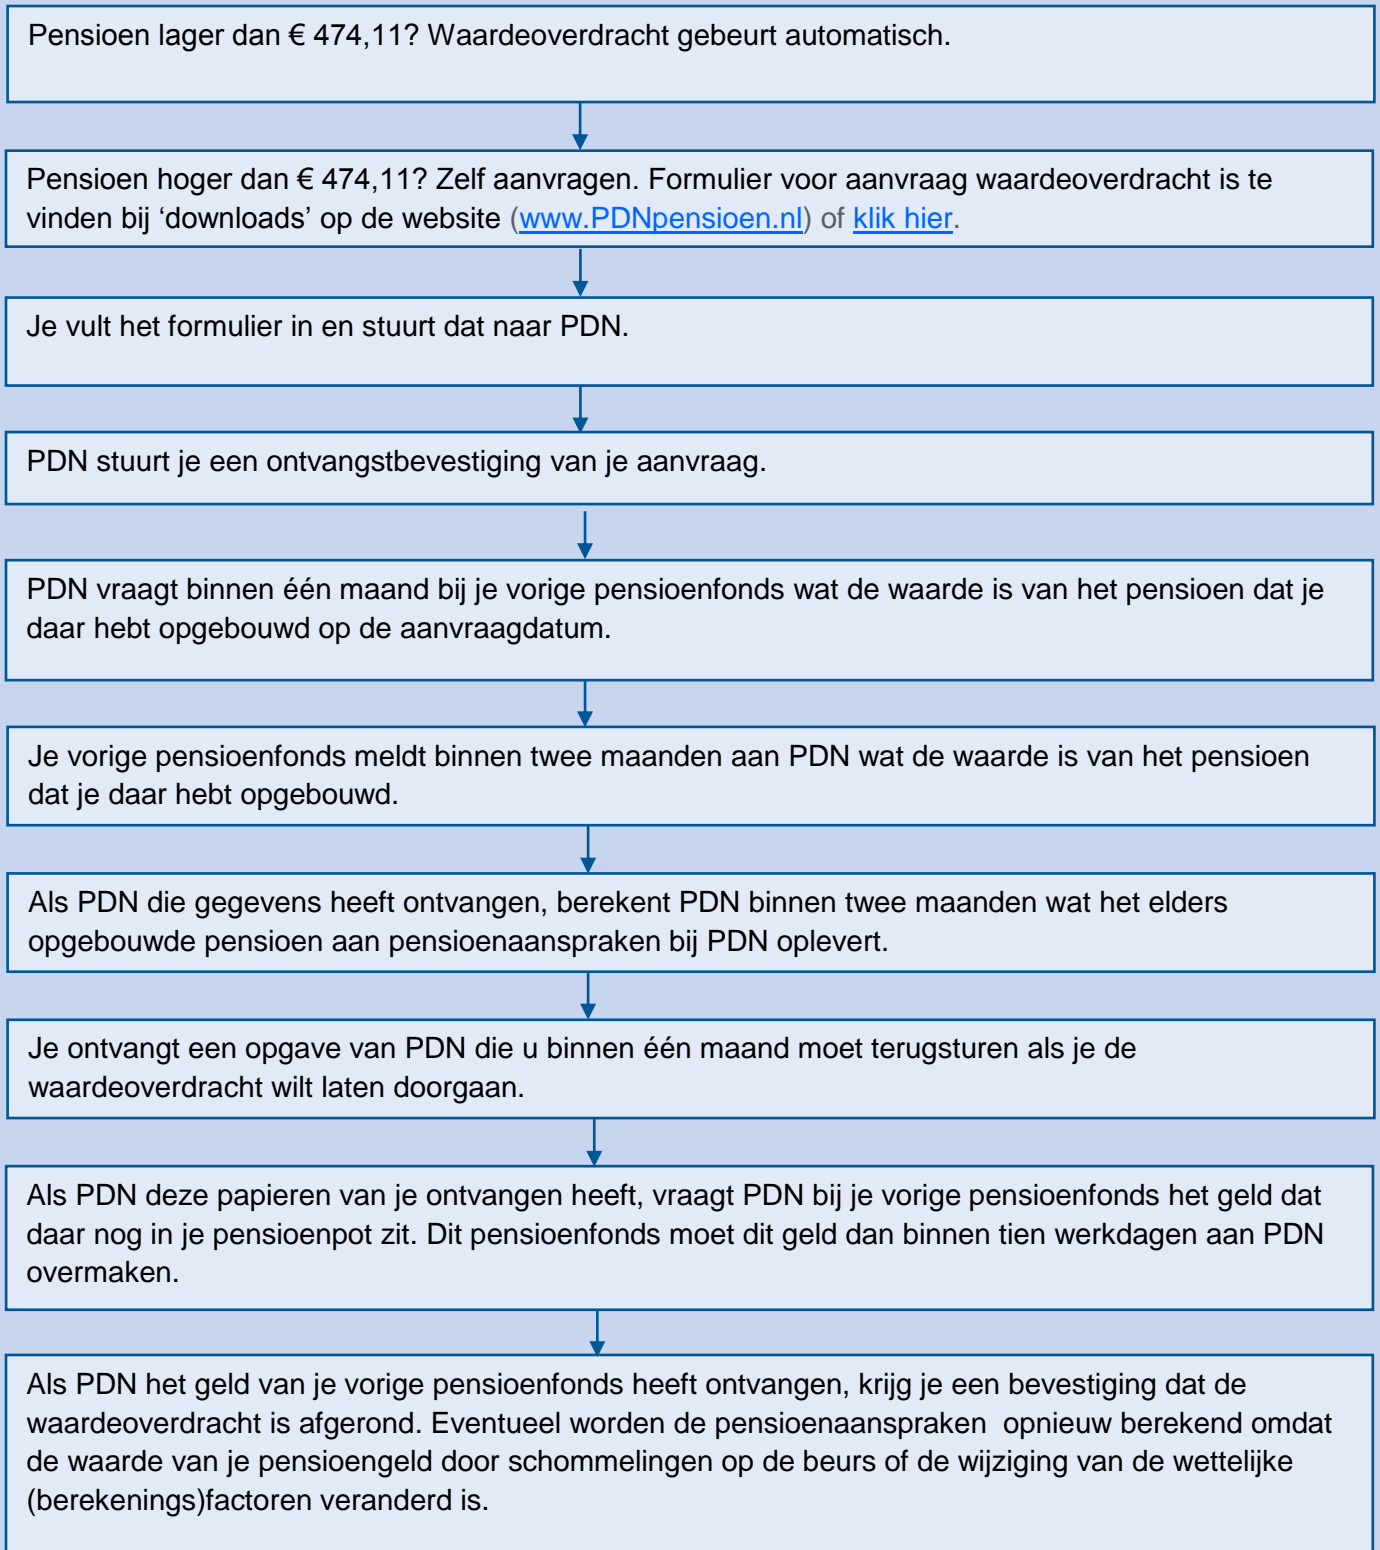 Pensioen lager dan € 474,11? Waardeoverdracht gebeurt automatisch.
Pensioen hoger dan € 474,11? Zelf aanvragen. Formulier voor aanvraag waardeoverdracht is te
vinden bij ‘downloads’ op de website (www.PDNpensioen.nl) of klik hier.
Je vult het formulier in en stuurt dat naar PDN.
PDN stuurt je een ontvangstbevestiging van je aanvraag.
PDN vraagt binnen één maand bij je vorige pensioenfonds wat de waarde is van het pensioen dat je
daar hebt opgebouwd op de aanvraagdatum.
Je vorige pensioenfonds meldt binnen twee maanden aan PDN wat de waarde is van het pensioen
dat je daar hebt opgebouwd.
Als PDN die gegevens heeft ontvangen, berekent PDN binnen twee maanden wat het elders
opgebouwde pensioen aan pensioenaanspraken bij PDN oplevert.
Je ontvangt een opgave van PDN die u binnen één maand moet terugsturen als je de
waardeoverdracht wilt laten doorgaan.
Als PDN deze papieren van je ontvangen heeft, vraagt PDN bij je vorige pensioenfonds het geld dat
daar nog in je pensioenpot zit. Dit pensioenfonds moet dit geld dan binnen tien werkdagen aan PDN
overmaken.
Als PDN het geld van je vorige pensioenfonds heeft ontvangen, krijg je een bevestiging dat de
waardeoverdracht is afgerond. Eventueel worden de pensioenaanspraken  opnieuw berekend omdat
de waarde van je pensioengeld door schommelingen op de beurs of de wijziging van de wettelijke
(berekenings)factoren veranderd is.